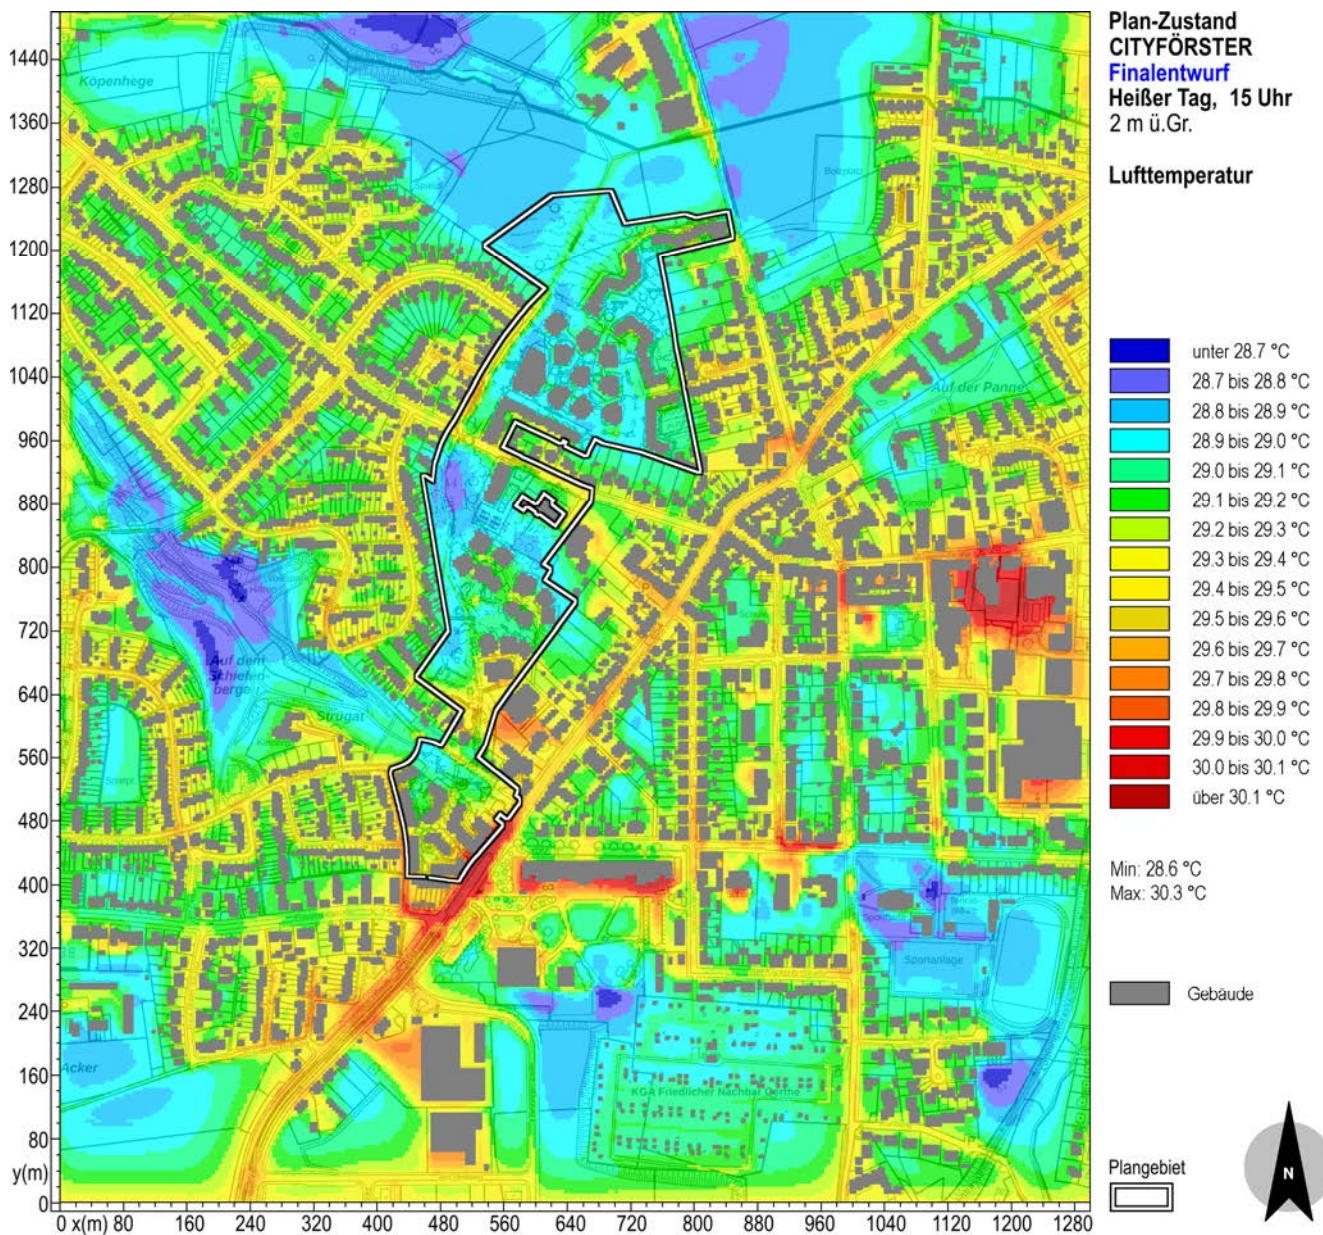 Plan-Zustand
CITYFÖRSTER
Finalentwurf
Heißer Tag, 15 Uhr
2 m ü.Gr.
Lufttemperatur
unter 28.7 °C
28.7 bis 28.8 °C
28.8 bis 28.9 °C
28.9 bis 29.0 °C
29.0 bis 29.1 °C
29.1 bis 29.2 °C
29.2 bis 29.3 °C
29.3 bis 29.4 °C
29.4 bis 29.5 °C
29.5 bis 29.6 °C
29.6 bis 29.7 °C
29.7 bis 29.8 °C
29.8 bis 29.9 °C
29.9 bis 30.0 °C
30.0 bis 30.1 °C
über 30.1 °C
Min: 28.6 °C
Max: 30.3 °C
Gebäude
Plangebiet
N
1440
1360
1280
1200
1120
1040
960
880
800
720
640
560
480
400
320
240
160
80
y(m)
0
0 x(m) 80 160 240 320 400 480 560 640 720 800 880 960 1040 1120 1200 1280
Köpenhege
Bolzplatz
Auf der Panne
Auf dem
Schiefen-
berge
Strügat
Sportanlage
Acker
KGA Friedlicher Nachbar Gerthe